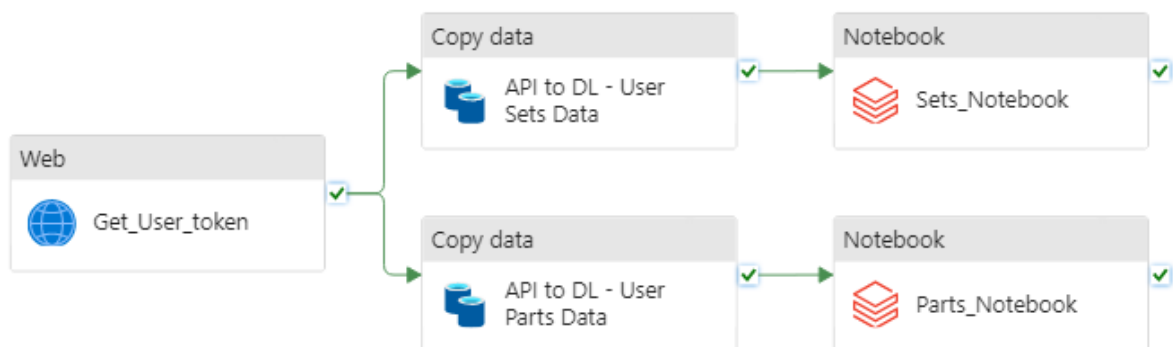 Copy data
API to DL - User
Sets Data
Notebook
Sets_Notebook
Web
Get_User_token
Copy data
API to DL - User
Parts Data
Notebook
Parts_Notebook